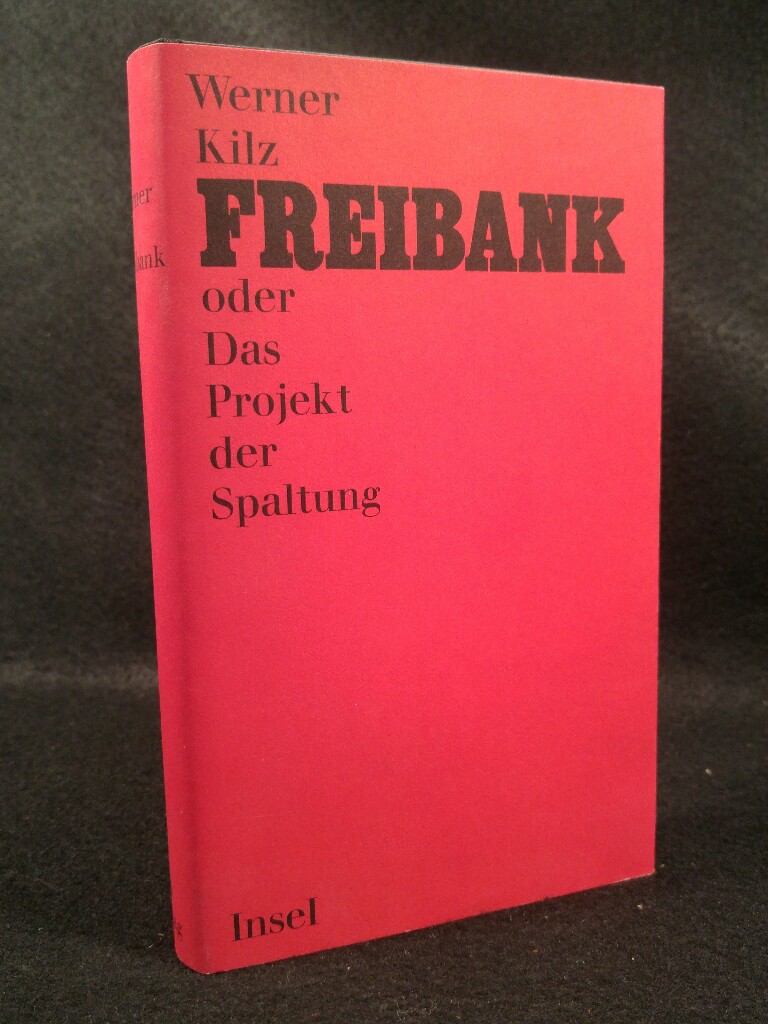 Werner
Kilz
FREIBANK
oder
Das
Projekt
der
Spaltung
Insel